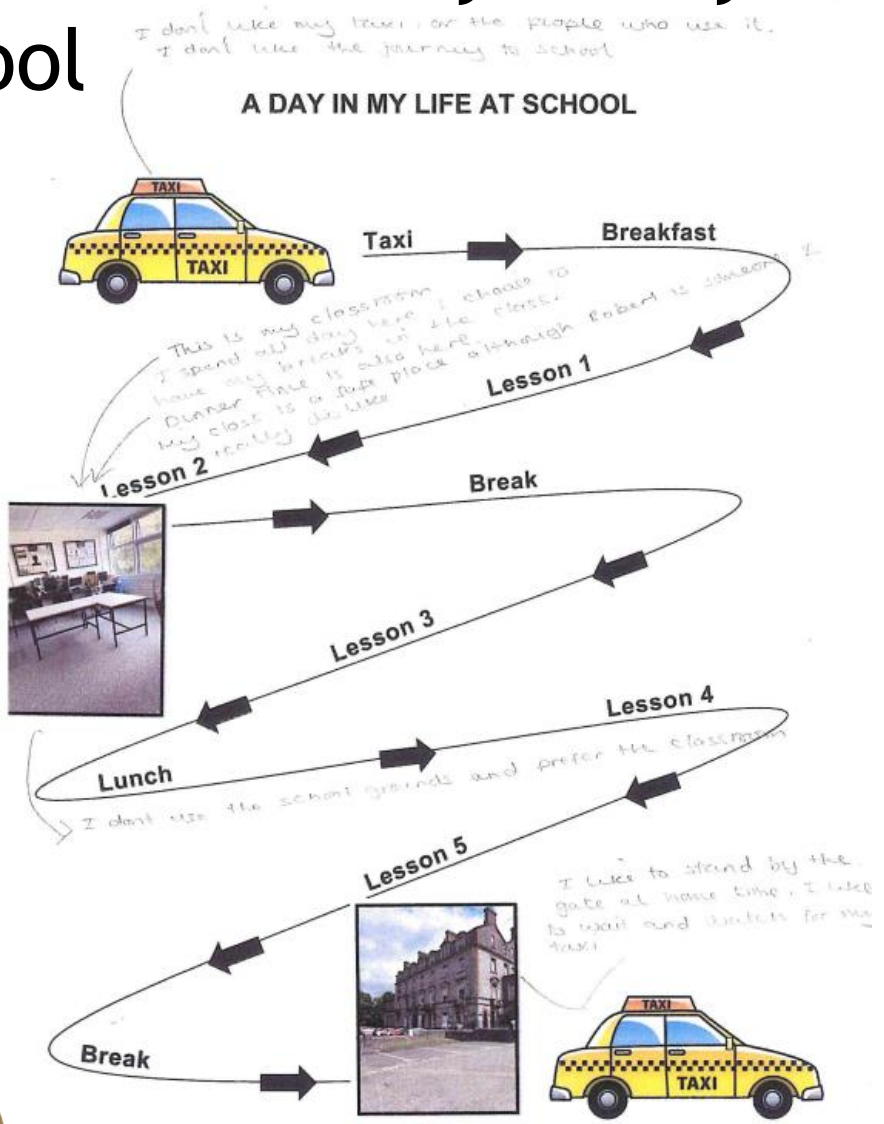 ool
I don't like my taxi, or the people who use it.
I don't like the journey to school
A DAY IN MY LIFE AT SCHOOL
TAXI
TAXI
Taxi
Breakfast
This is my classroom
I spend all day here I choose to
have my breaks in the class.
Dinner time is also here
My class is a safe place although Robert is someone I
really dislike
Lesson 1
Lesson 2
Break
Lesson 3
Lesson 4
Lunch
I dont use the school grounds and prefer the classroom
Lesson 5
I like to stand by the
gate at home time. I like
to wait and watch for my
taxi
Break
TAXI
TAXI